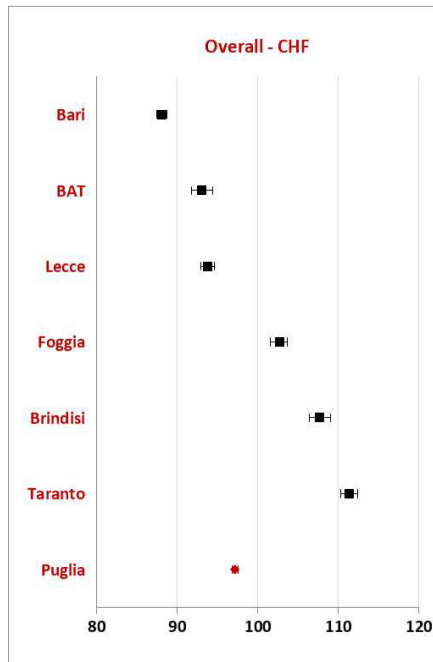 Overall - CHF
Bari
BAT
Lecce
Foggia
Brindisi
Taranto
Puglia
80 90 100 110 120